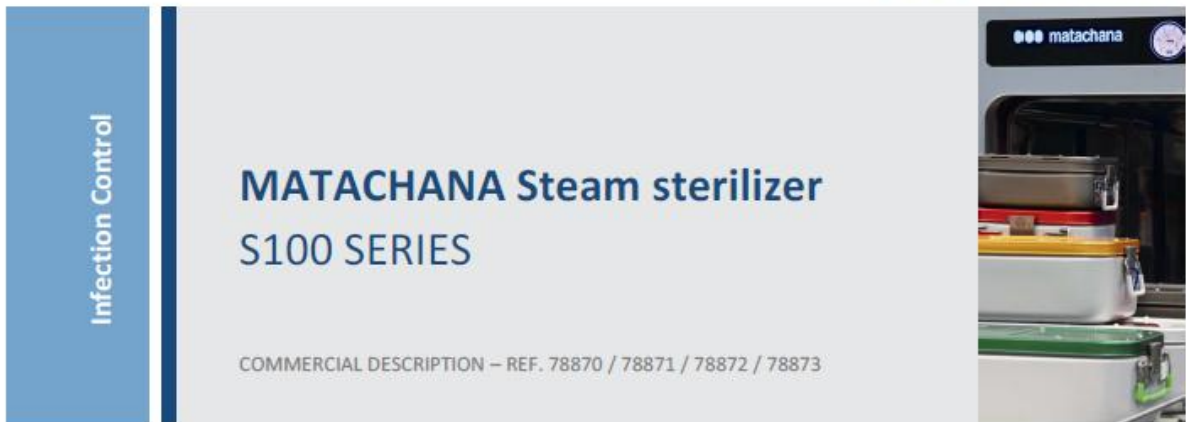 Infection Control
MATACHANA Steam sterilizer
S100 SERIES
COMMERCIAL DESCRIPTION – REF. 78870 / 78871 / 78872 / 78873
matachana